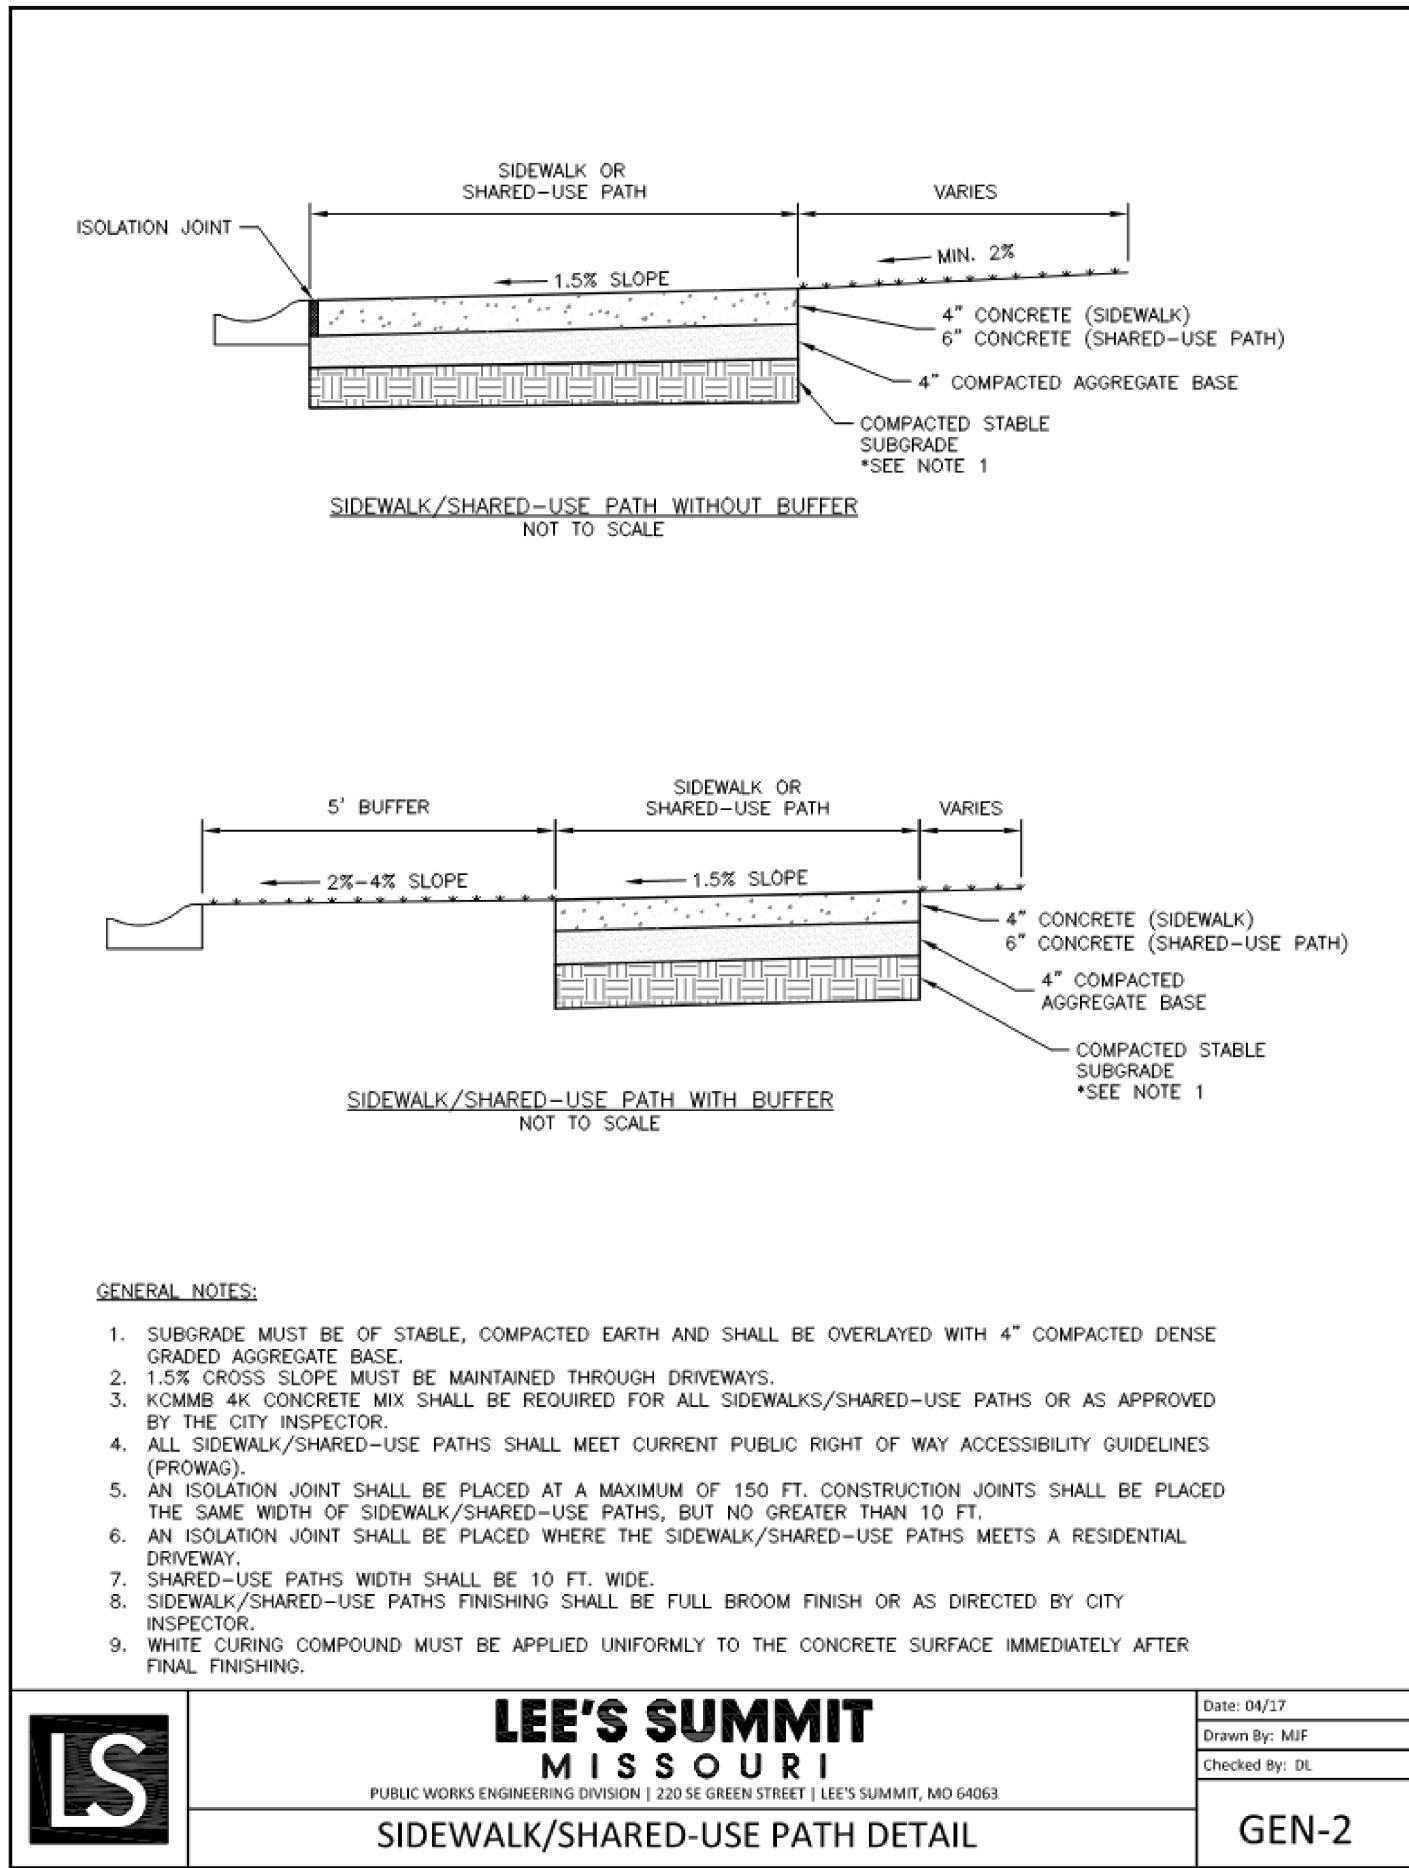 SIDEWALK OR
SHARED-USE PATH
VARIES
ISOLATION JOINT
MIN. 2%
1.5% SLOPE
4" CONCRETE (SIDEWALK)
6" CONCRETE (SHARED-USE PATH)
4" COMPACTED AGGREGATE BASE
COMPACTED STABLE
SUBGRADE
*SEE NOTE 1
SIDEWALK/SHARED-USE PATH WITHOUT BUFFER
NOT TO SCALE
5' BUFFER
SIDEWALK OR
SHARED-USE PATH
VARIES
2%-4% SLOPE
1.5% SLOPE
4" CONCRETE (SIDEWALK)
6" CONCRETE (SHARED-USE PATH)
4" COMPACTED
AGGREGATE BASE
COMPACTED STABLE
SUBGRADE
*SEE NOTE 1
SIDEWALK/SHARED-USE PATH WITH BUFFER
NOT TO SCALE
GENERAL NOTES:
1. SUBGRADE MUST BE OF STABLE, COMPACTED EARTH AND SHALL BE OVERLAYED WITH 4" COMPACTED DENSE
GRADED AGGREGATE BASE.
2. 1.5% CROSS SLOPE MUST BE MAINTAINED THROUGH DRIVEWAYS.
3. KCMMB 4K CONCRETE MIX SHALL BE REQUIRED FOR ALL SIDEWALKS/SHARED-USE PATHS OR AS APPROVED
BY THE CITY INSPECTOR.
4. ALL SIDEWALK/SHARED-USE PATHS SHALL MEET CURRENT PUBLIC RIGHT OF WAY ACCESSIBILITY GUIDELINES
(PROWAG).
5. AN ISOLATION JOINT SHALL BE PLACED AT A MAXIMUM OF 150 FT. CONSTRUCTION JOINTS SHALL BE PLACED
THE SAME WIDTH OF SIDEWALK/SHARED-USE PATHS, BUT NO GREATER THAN 10 FT.
6. AN ISOLATION JOINT SHALL BE PLACED WHERE THE SIDEWALK/SHARED-USE PATHS MEETS A RESIDENTIAL
DRIVEWAY.
7. SHARED-USE PATHS WIDTH SHALL BE 10 FT. WIDE.
8. SIDEWALK/SHARED-USE PATHS FINISHING SHALL BE FULL BROOM FINISH OR AS DIRECTED BY CITY
INSPECTOR.
9. WHITE CURING COMPOUND MUST BE APPLIED UNIFORMLY TO THE CONCRETE SURFACE IMMEDIATELY AFTER
FINAL FINISHING.
LS
LEE'S SUMMIT
MISSOURI
PUBLIC WORKS ENGINEERING DIVISION | 220 SE GREEN STREET | LEE'S SUMMIT, MO 64063
SIDEWALK/SHARED-USE PATH DETAIL
Date: 04/17
Drawn By: MJF
Checked By: DL
GEN-2